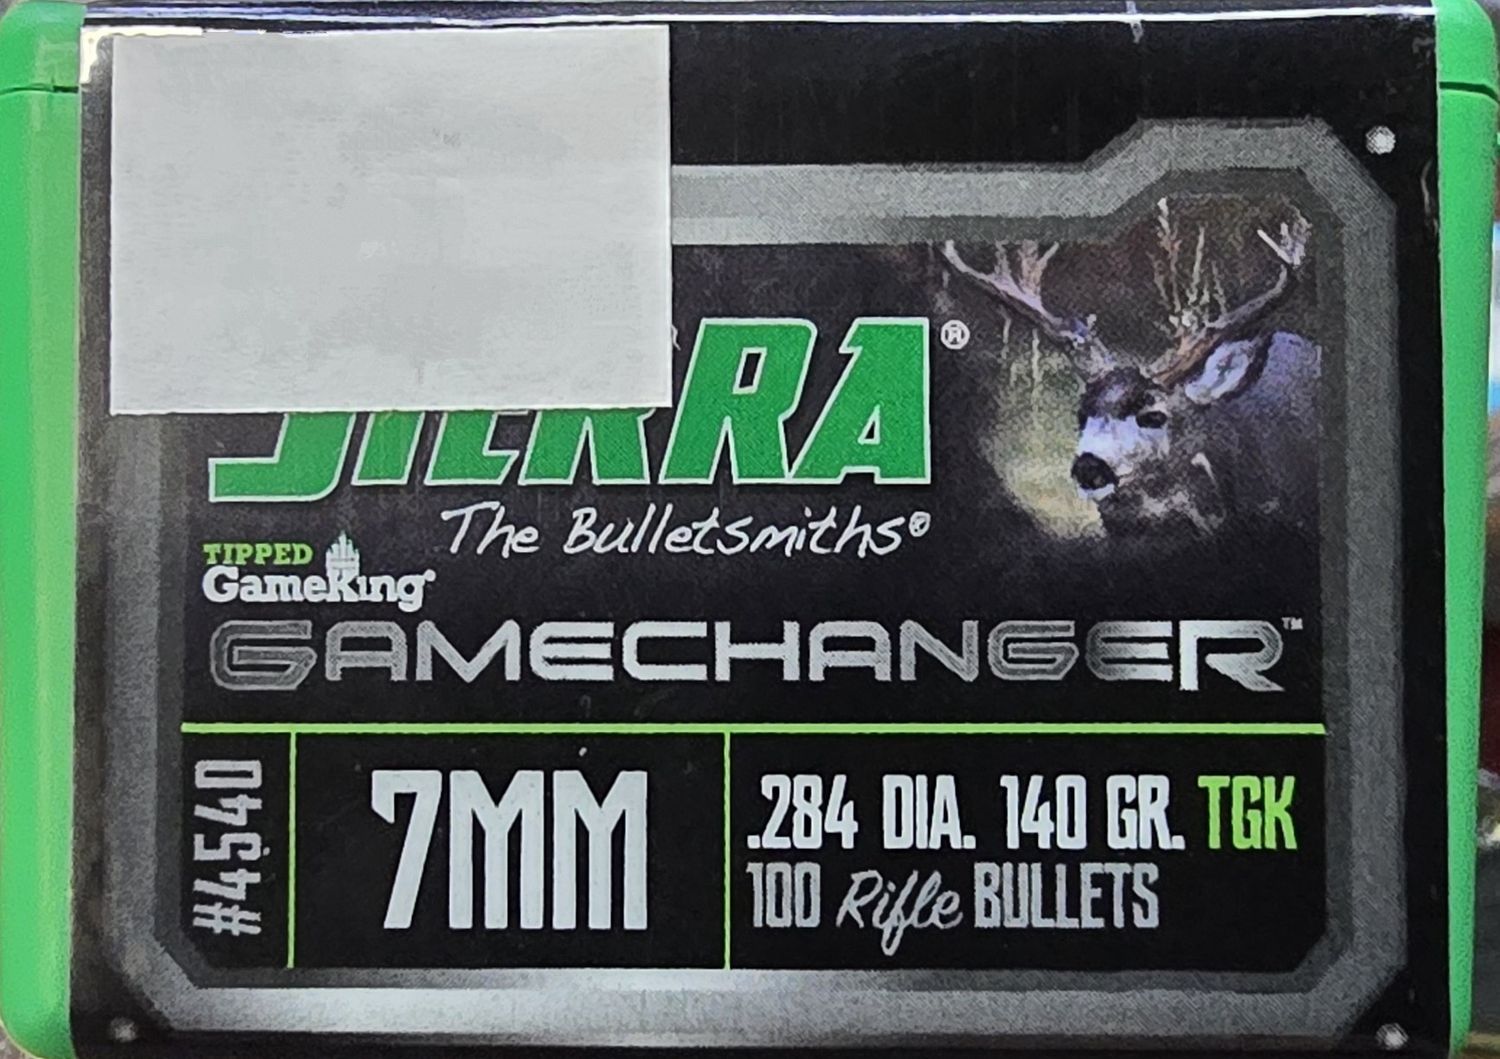 SIERRA®
The Bulletsmiths®
TIPPED
GameKing®
GAMECHANGER™
#4540
7MM
.284 DIA. 140 GR. TGK
100 Rifle BULLETS